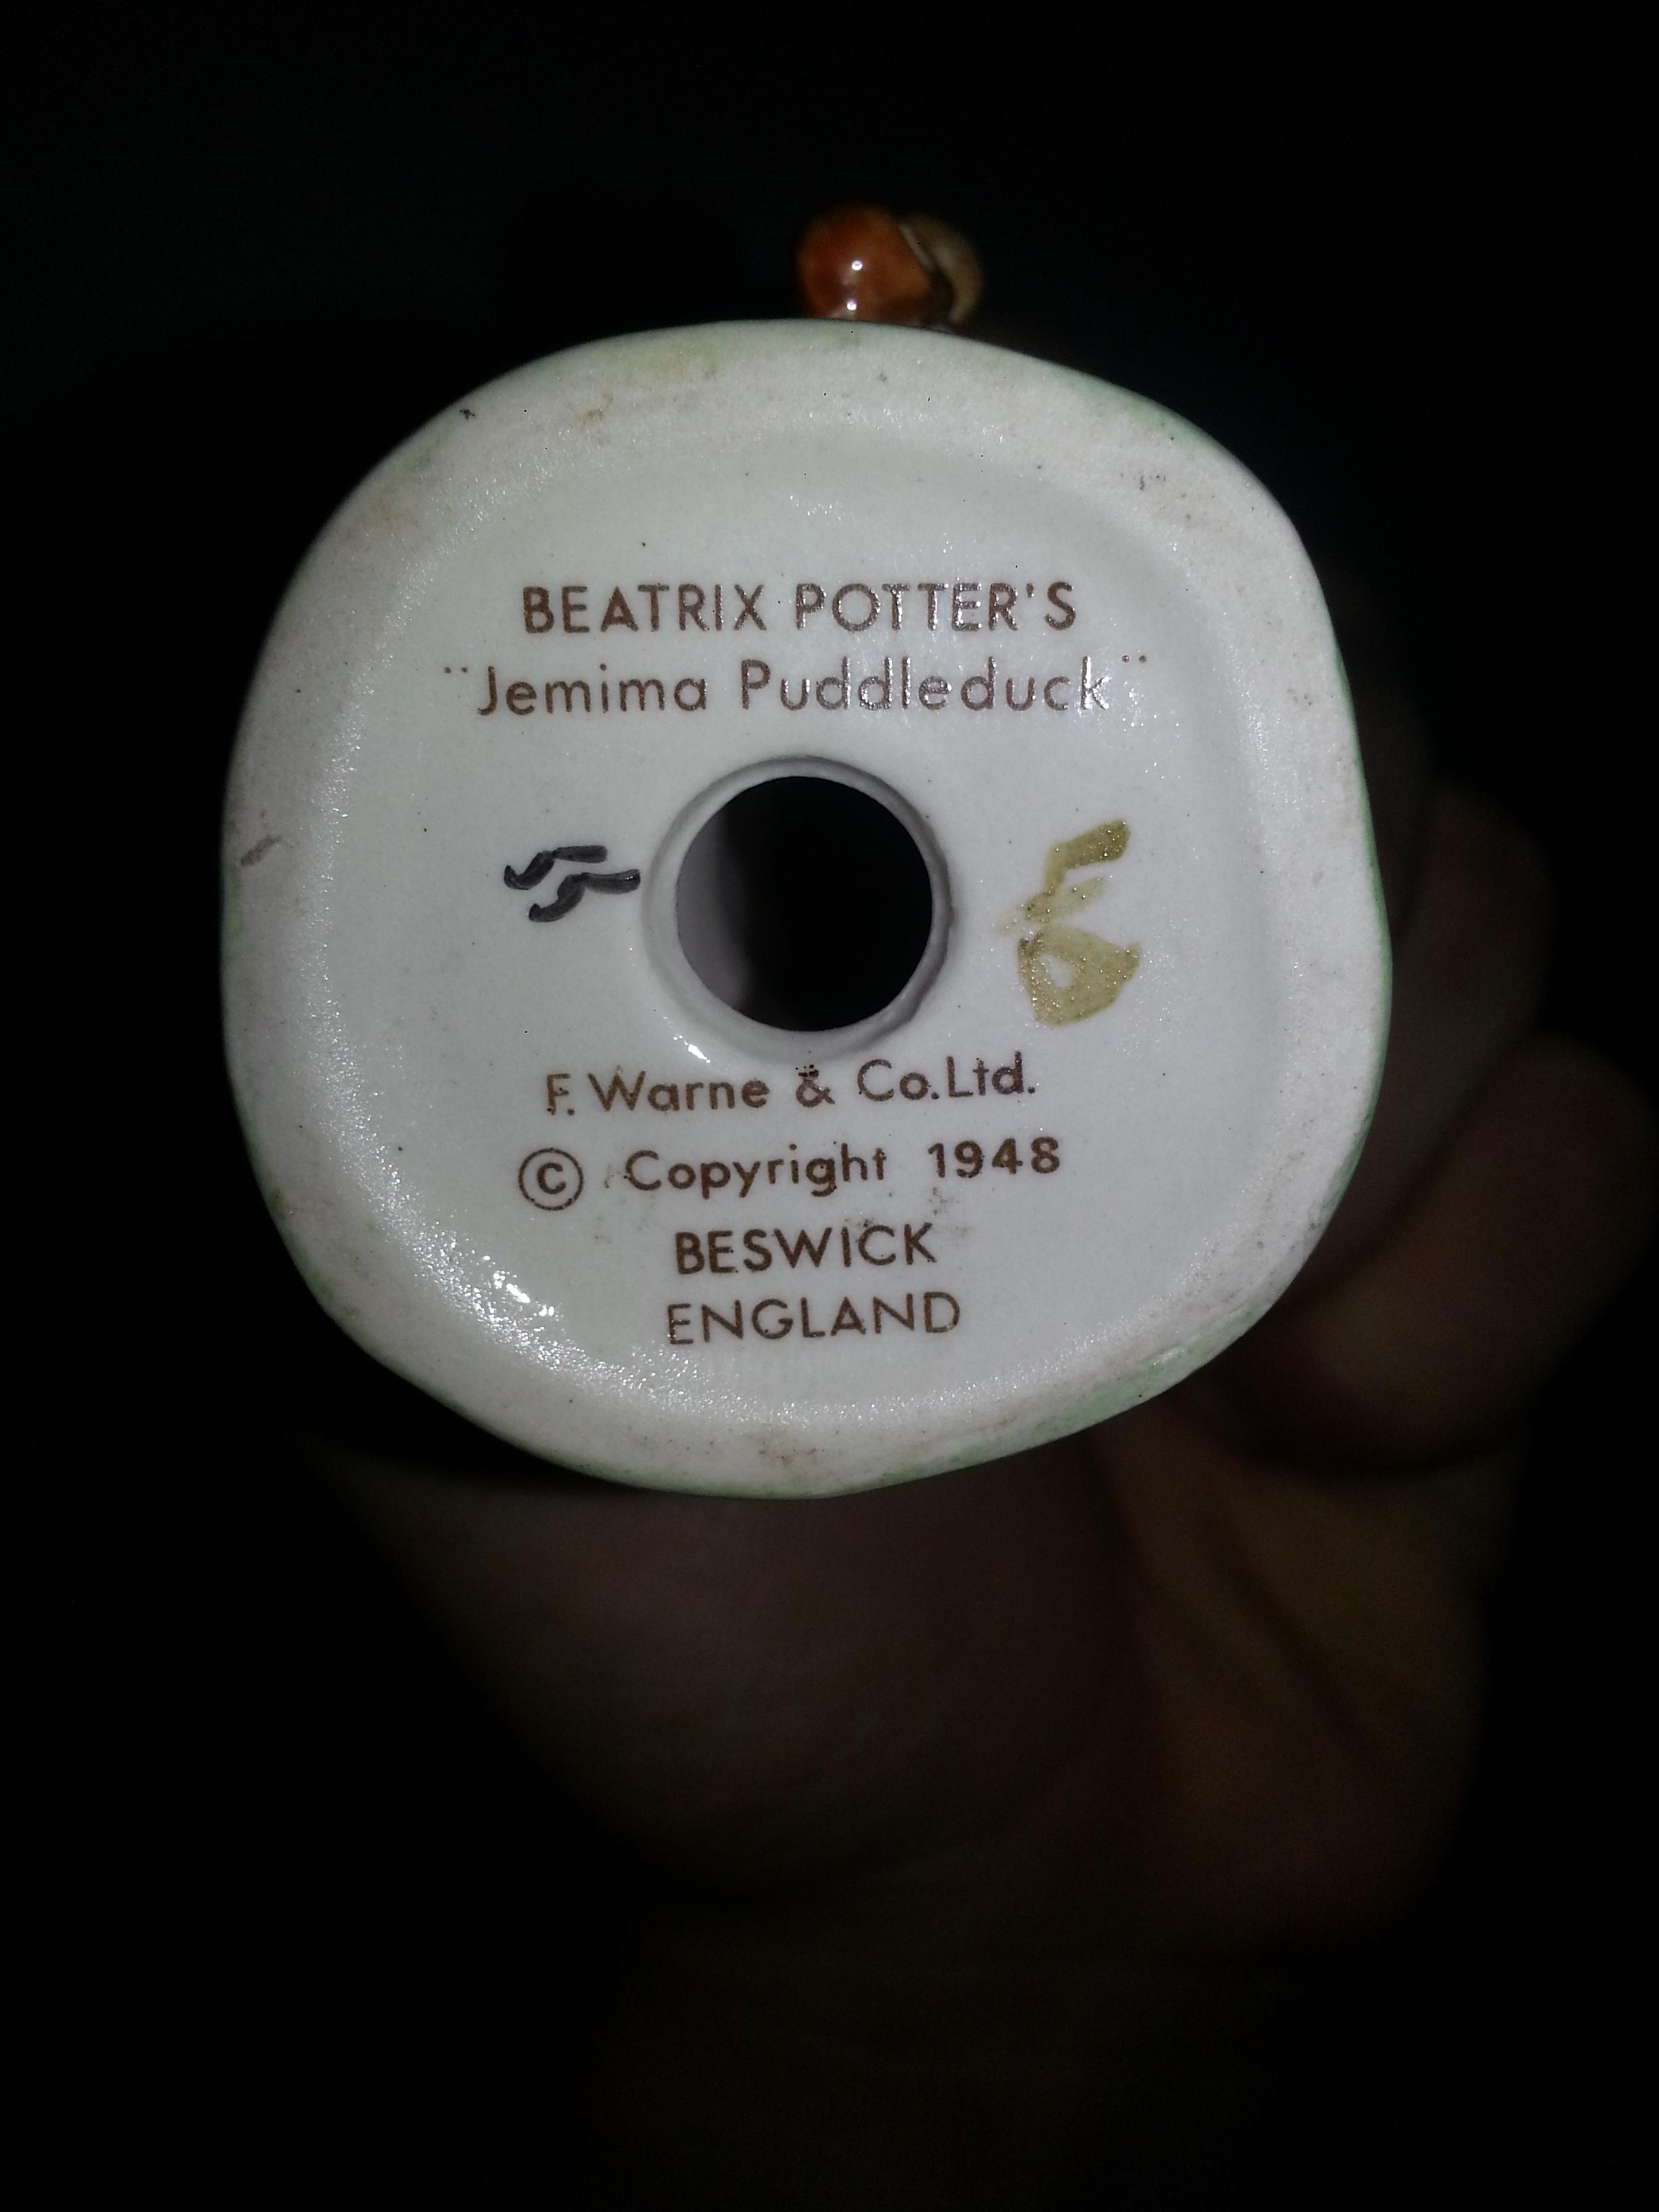 BEATRIX POTTER'S
"Jemima Puddleduck"
F. Warne & Co. Ltd.
© Copyright 1948
BESWICK
ENGLAND